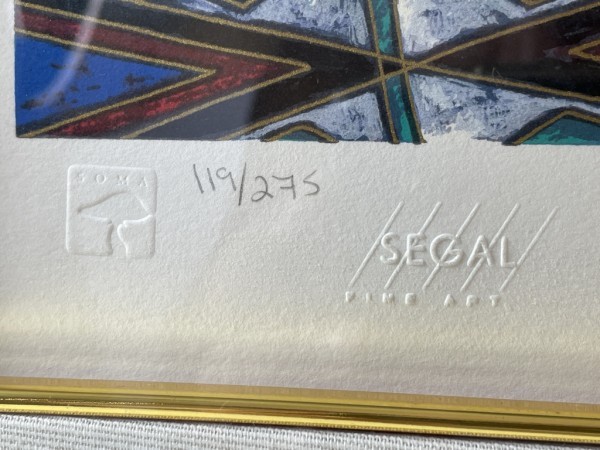 SOMA
119/275
SEGAL
FINE ART